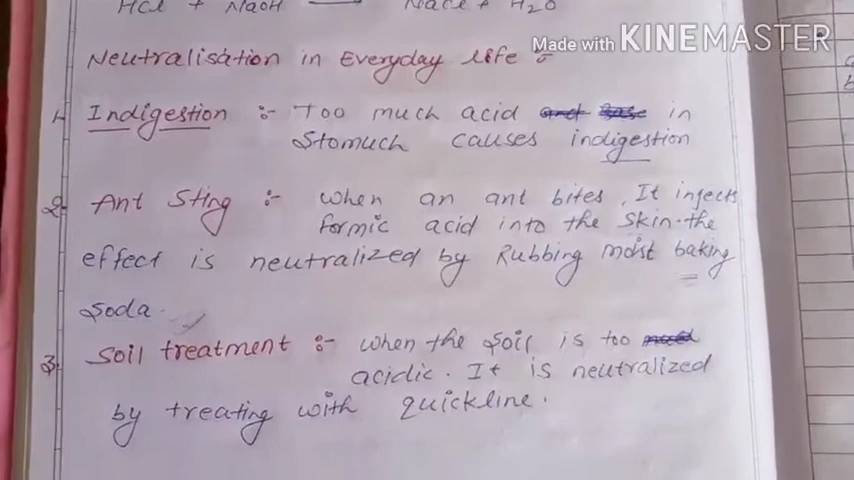 HCl + NaOH → NaCl + H2O
Made with KINEMASTER
Neutralisation in Everyday life :-
1. Indigestion :- Too much acid and Base in
Stomuch causes indigestion
2. Ant Sting :- when an ant bites, It injects
formic acid into the skin. the
effect is neutralized by Rubbing moist baking
Soda.
3. Soil treatment :- when the Soil is too
acidic. It is neutralized
by treating with quickline.